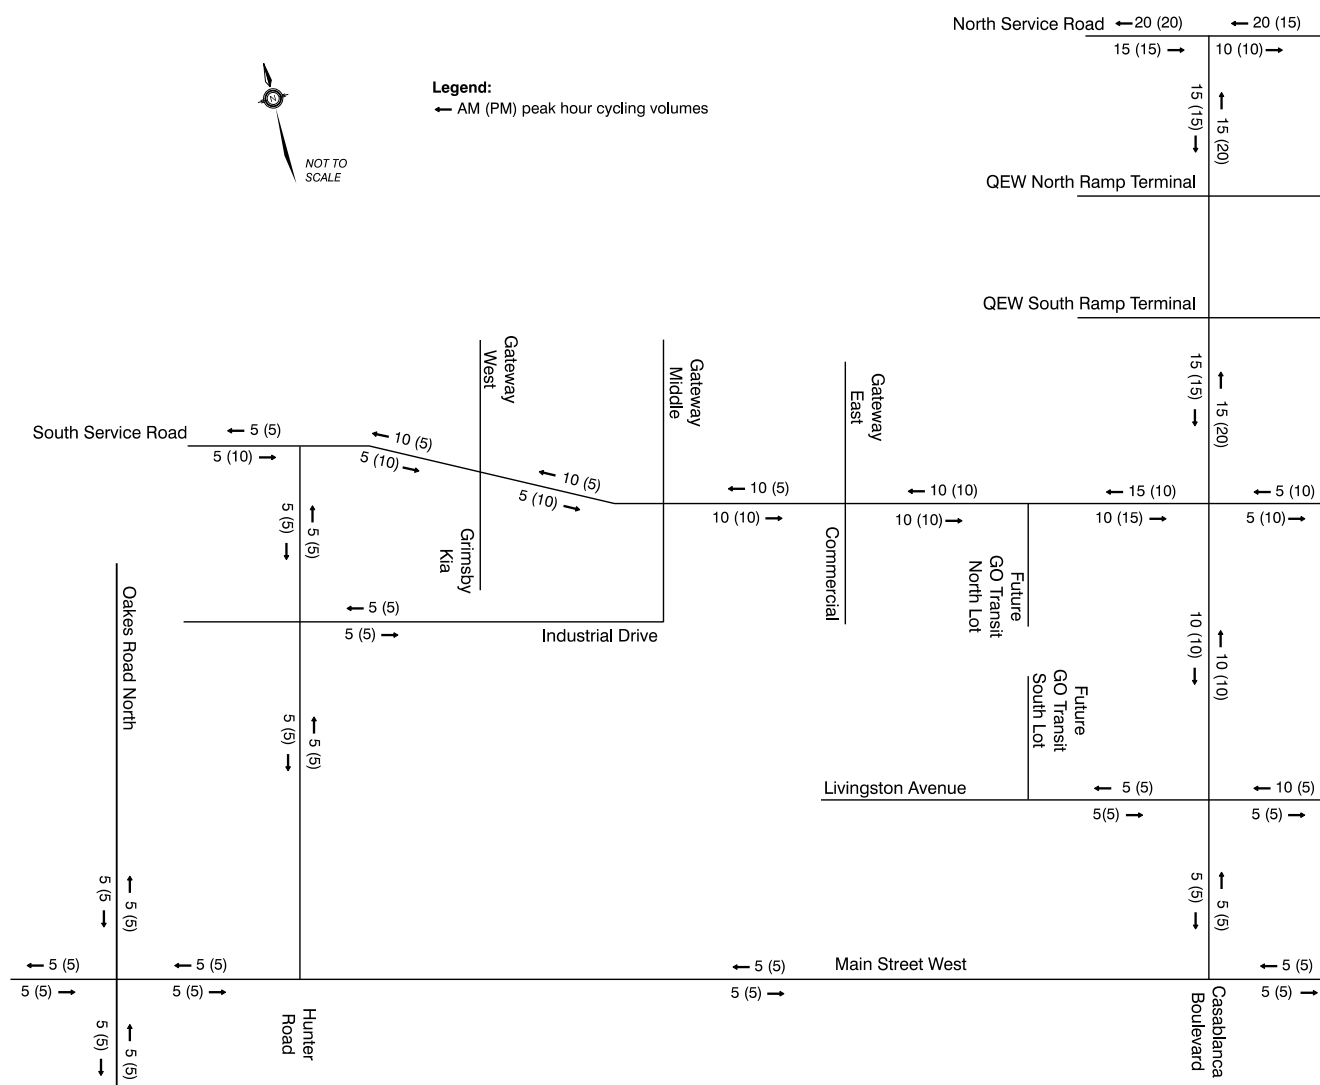 North Service Road
20 (20)
20 (15)
15 (15)
10 (10)
Legend:
AM (PM) peak hour cycling volumes
N
NOT TO
SCALE
15 (15)
15 (20)
QEW North Ramp Terminal
QEW South Ramp Terminal
Gateway
West
Gateway
Middle
Gateway
East
15 (15)
15 (20)
South Service Road
5 (5)
5 (10)
10 (5)
5 (10)
10 (5)
5 (10)
10 (5)
10 (10)
10 (10)
10 (10)
15 (10)
10 (15)
5 (10)
5 (10)
5 (5)
5 (5)
Grimsby
Kia
Commercial
Future
GO Transit
North Lot
Oakes Road North
5 (5)
5 (5)
Industrial Drive
10 (10)
10 (10)
Future
GO Transit
South Lot
5 (5)
5 (5)
Livingston Avenue
5 (5)
5(5)
10 (5)
5 (5)
5 (5
5 (5)
5 (5)
5 (5)
5 (5)
5 (5)
5 (5)
5 (5)
5 (5)
5 (5)
Main Street West
5 (5)
5 (5)
5 (5)
5 (5)
Hunter
Road
Casablanca
Boulevard